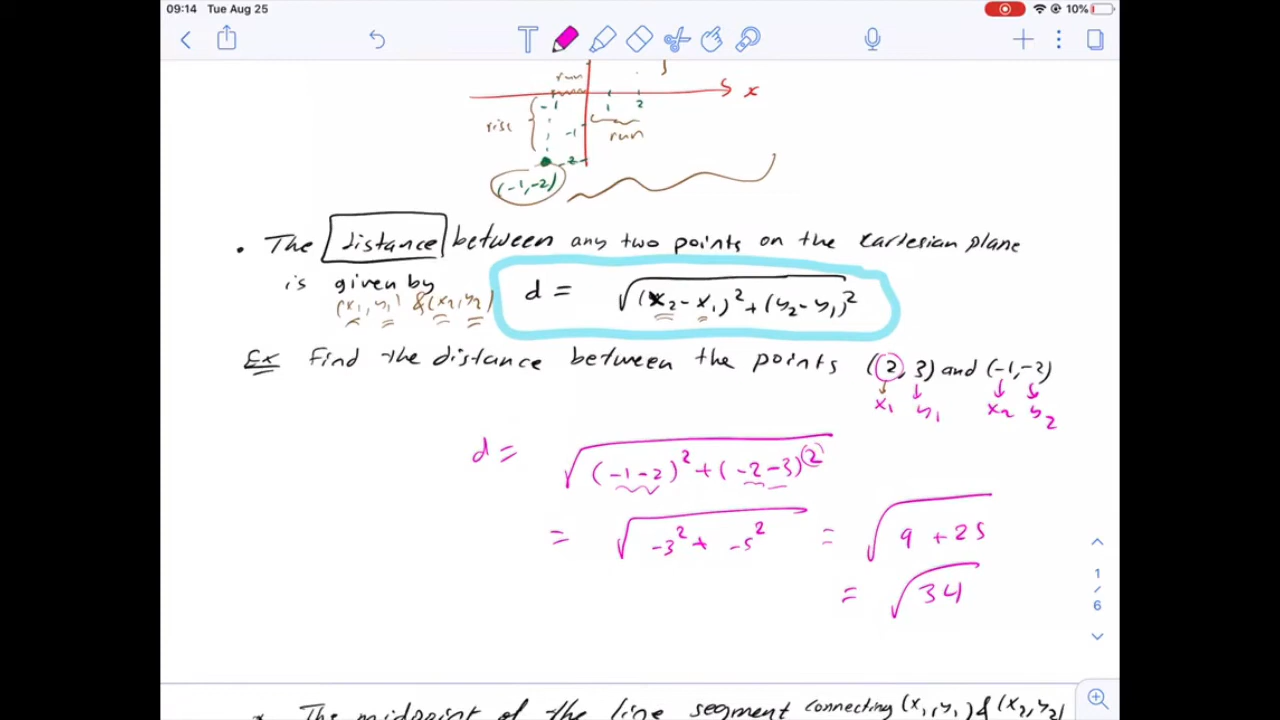 09:14 Tue Aug 25 10%
T
run
x
-1 1 2
rise
-1
run
-2
(-1,-2)
• The distance between any two points on the Cartesian plane
is given by d = √(x₂-x₁)²+(y₂-y₁)²
(x₁,y₁) & (x₂,y₂)
Ex Find the distance between the points (2, 3) and (-1,-2)
x₁ y₁ x₂ y₂
d = √(-1-2)²+(-2-3)²
= √-3²+ -5² = √9 +25
= √34
1
/
6
* The midpoint of the line segment connecting (x₁,y₁) & (x₂,y₂)